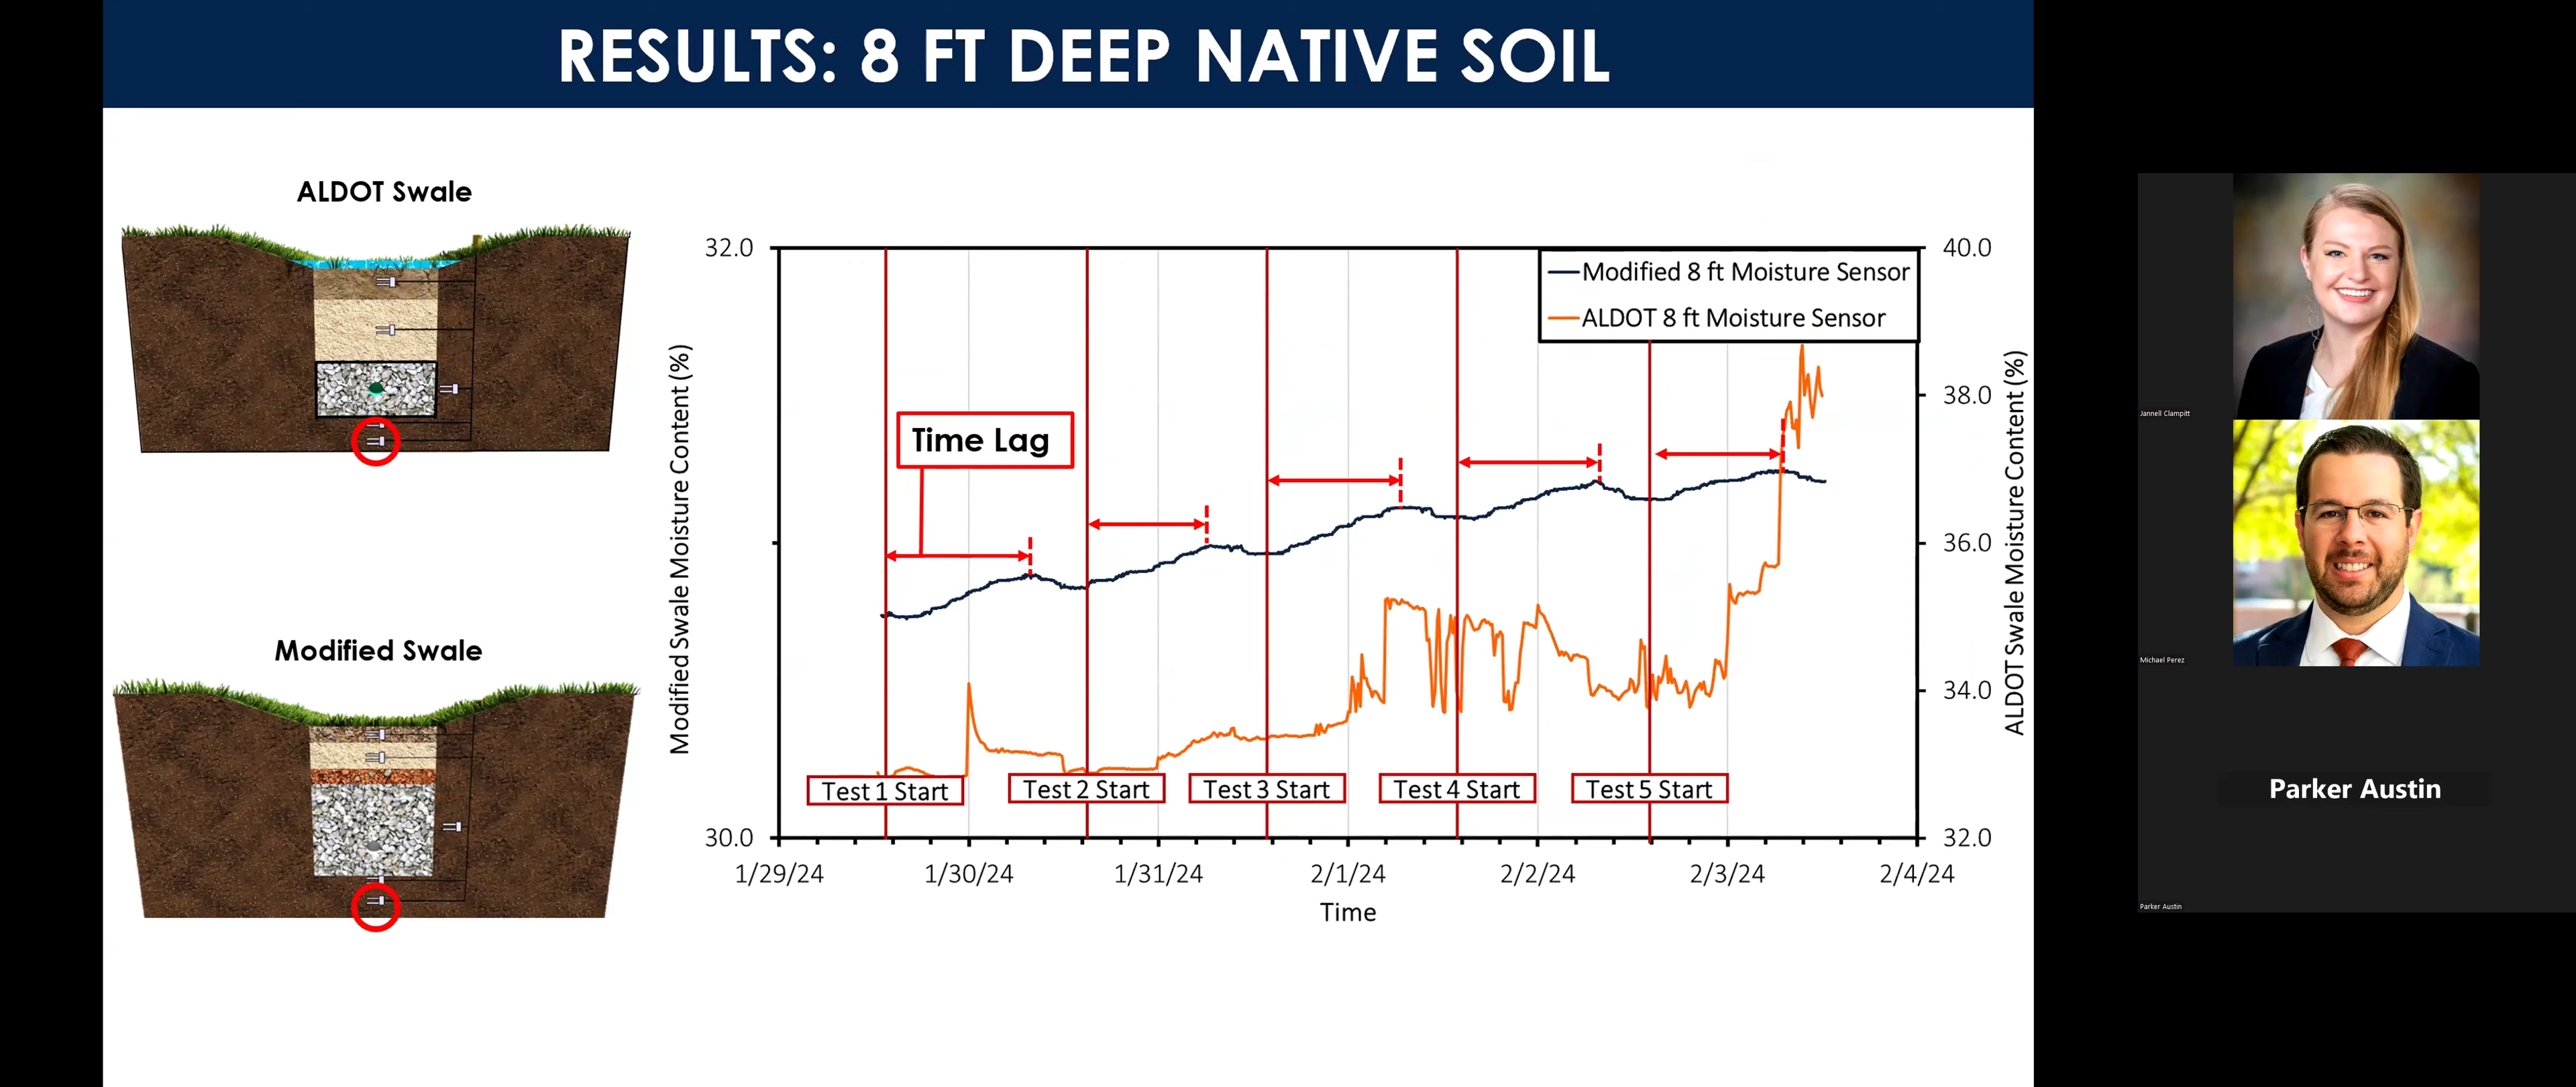 RESULTS: 8 FT DEEP NATIVE SOIL
ALDOT Swale
Modified Swale
Modified Swale Moisture Content (%)
32.0
30.0
Time Lag
Modified 8 ft Moisture Sensor
ALDOT 8 ft Moisture Sensor
Test 1 Start
Test 2 Start
Test 3 Start
Test 4 Start
Test 5 Start
40.0
38.0
36.0
34.0
32.0
ALDOT Swale Moisture Content (%)
1/29/24
1/30/24
1/31/24
2/1/24
2/2/24
2/3/24
2/4/24
Time
Jannell Clampitt
Michael Perez
Parker Austin
Parker Austin